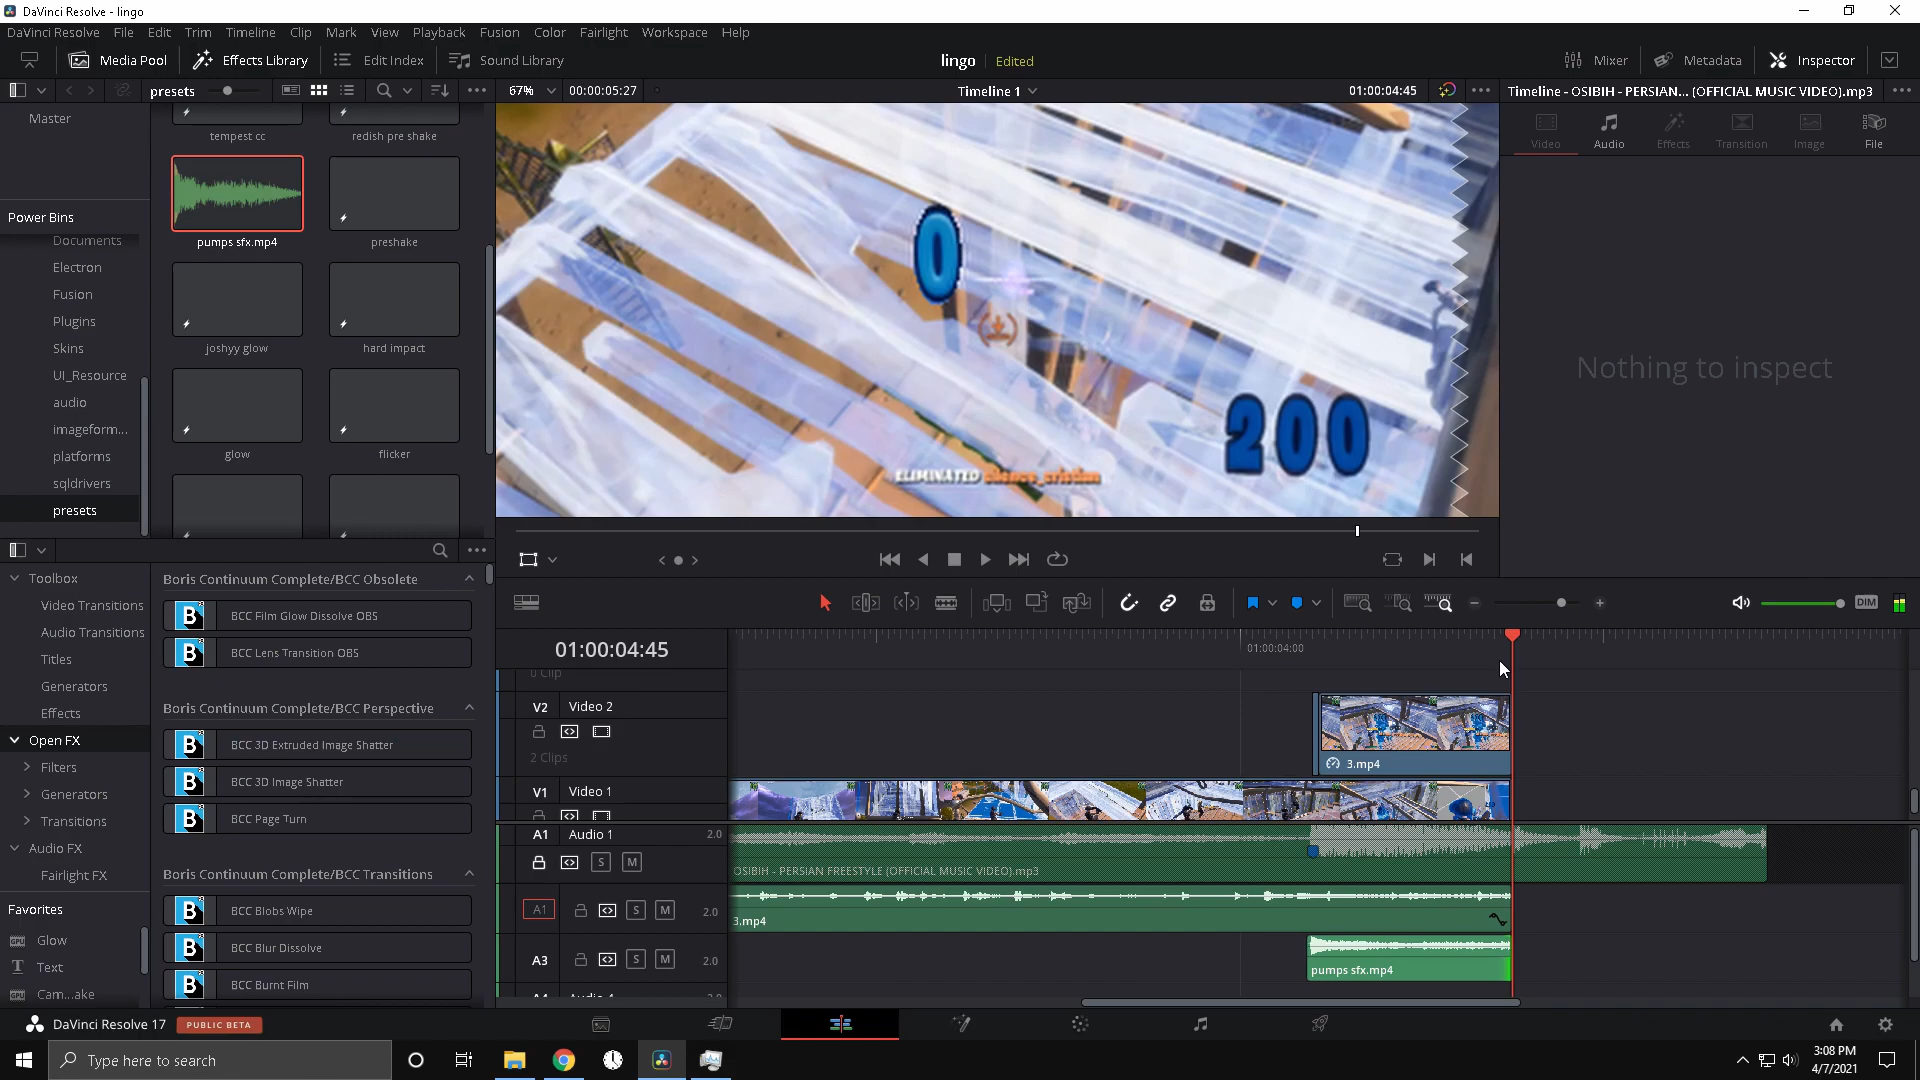 DaVinci Resolve - lingo
DaVinci Resolve File Edit Trim Timeline Clip Mark View Playback Fusion Color Fairlight Workspace Help
Media Pool Effects Library Edit Index Sound Library lingo Edited Mixer Metadata Inspector
presets 67% 00:00:05:27 Timeline 1 01:00:04:45 Timeline - OSIBIH - PERSIAN... (OFFICIAL MUSIC VIDEO).mp3
Master
Power Bins
Documents
Electron
Fusion
Plugins
Skins
UI_Resource
audio
imageform...
platforms
sqldrivers
presets
tempest cc redish pre shake
pumps sfx.mp4 preshake
joshyy glow hard impact
glow flicker
0
200
ELIMINATED
Video Audio Effects Transition Image File
Nothing to inspect
Toolbox
Video Transitions
Audio Transitions
Titles
Generators
Effects
Open FX
Filters
Generators
Transitions
Audio FX
Fairlight FX
Favorites
Glow
Text
Cam...ake
Boris Continuum Complete/BCC Obsolete
BCC Film Glow Dissolve OBS
BCC Lens Transition OBS
Boris Continuum Complete/BCC Perspective
BCC 3D Extruded Image Shatter
BCC 3D Image Shatter
BCC Page Turn
Boris Continuum Complete/BCC Transitions
BCC Blobs Wipe
BCC Blur Dissolve
BCC Burnt Film
DIM
01:00:04:45
01:00:04:00
0 Clip
V2 Video 2
2 Clips
3.mp4
V1 Video 1
A1 Audio 1 2.0
S M
OSIBIH - PERSIAN FREESTYLE (OFFICIAL MUSIC VIDEO).mp3
A1 S M 2.0
3.mp4
A3 S M 2.0
pumps sfx.mp4
DaVinci Resolve 17 PUBLIC BETA
Type here to search
3:08 PM
4/7/2021